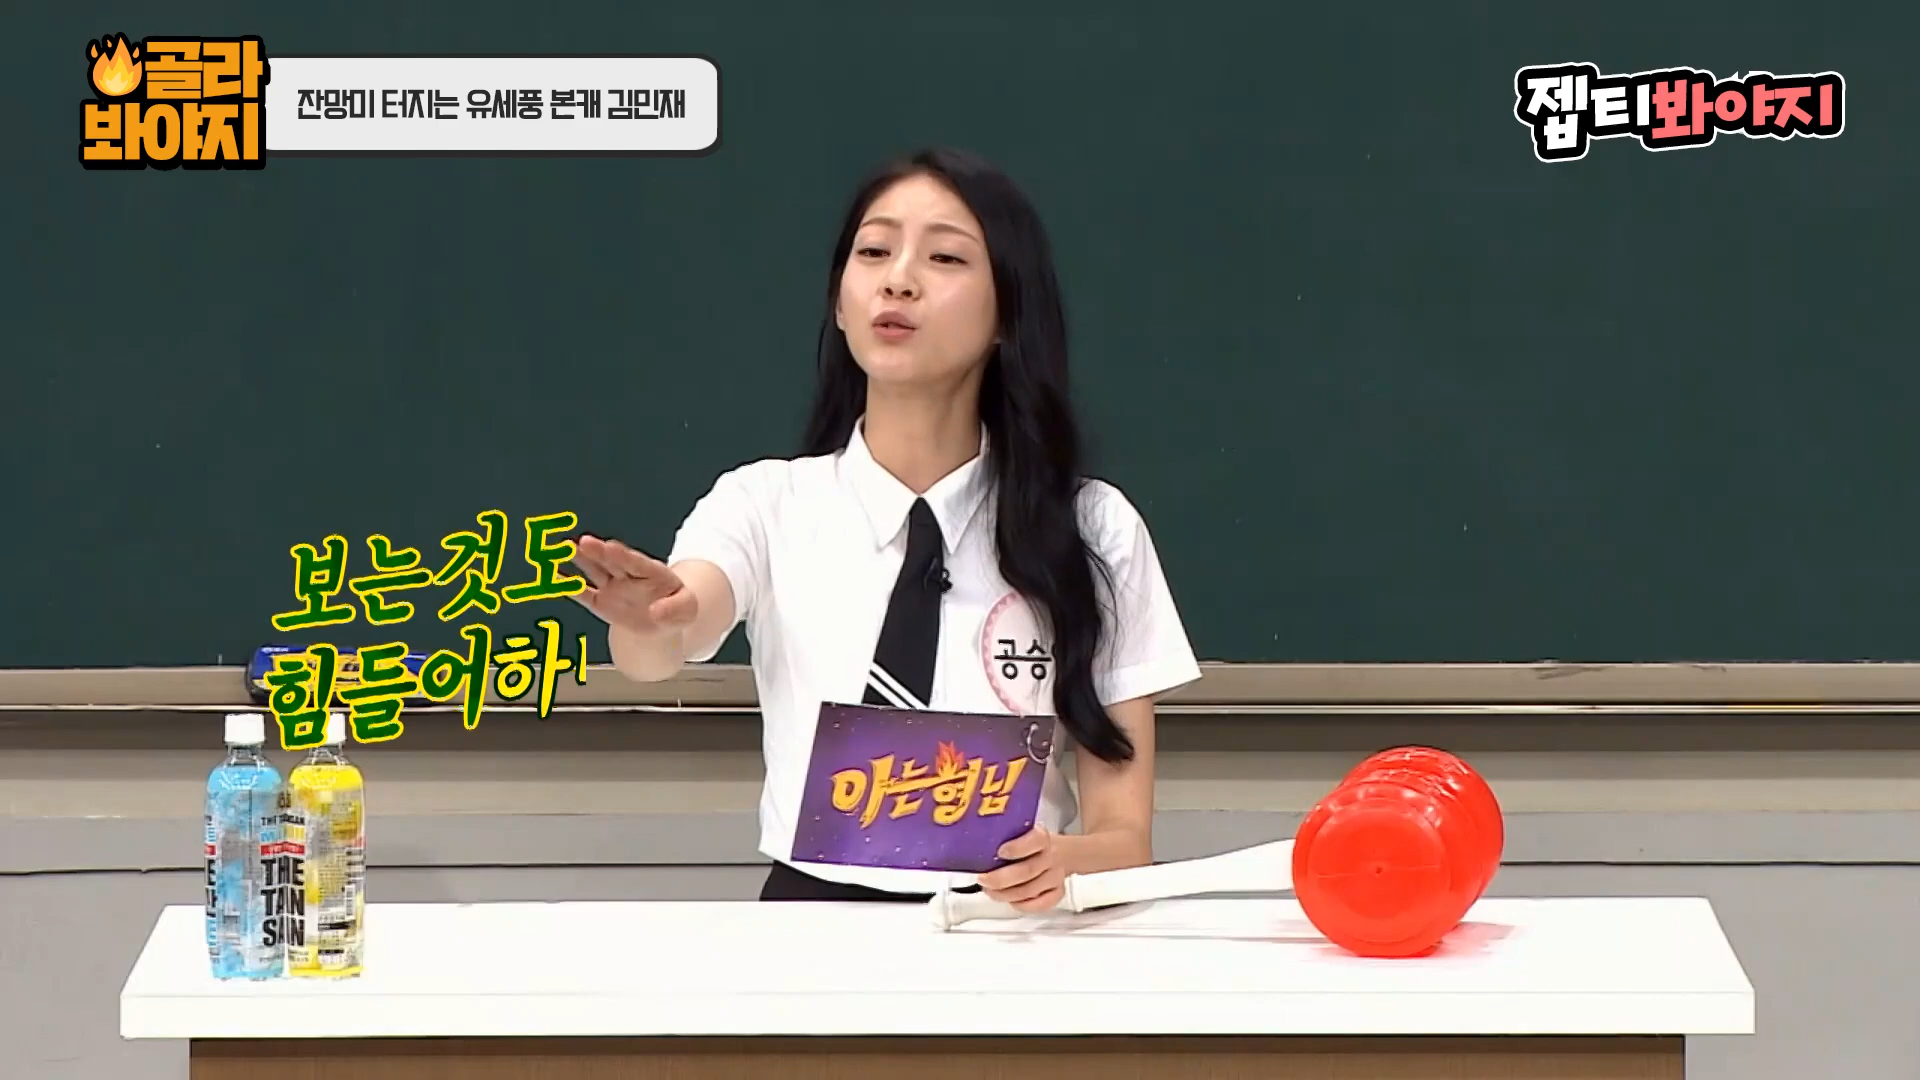 골라
봐야지
잔망미 터지는 유세풍 본캐 김민재
젭티봐야지
보는것도
힘들어하
공승
아는형님
THE
TAN
SAN